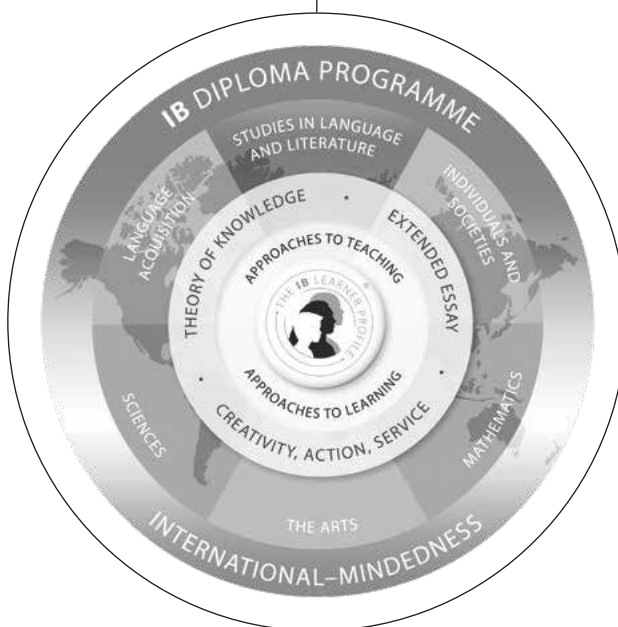 IB DIPLOMA PROGRAMME
STUDIES IN LANGUAGE
AND LITERATURE
LANGUAGE
ACQUISITION
INDIVIDUALS AND
SOCIETIES
THEORY OF KNOWLEDGE
EXTENDED ESSAY
APPROACHES TO TEACHING
THE IB LEARNER PROFILE
APPROACHES TO LEARNING
CREATIVITY, ACTION, SERVICE
SCIENCES
MATHEMATICS
THE ARTS
INTERNATIONAL–MINDEDNESS